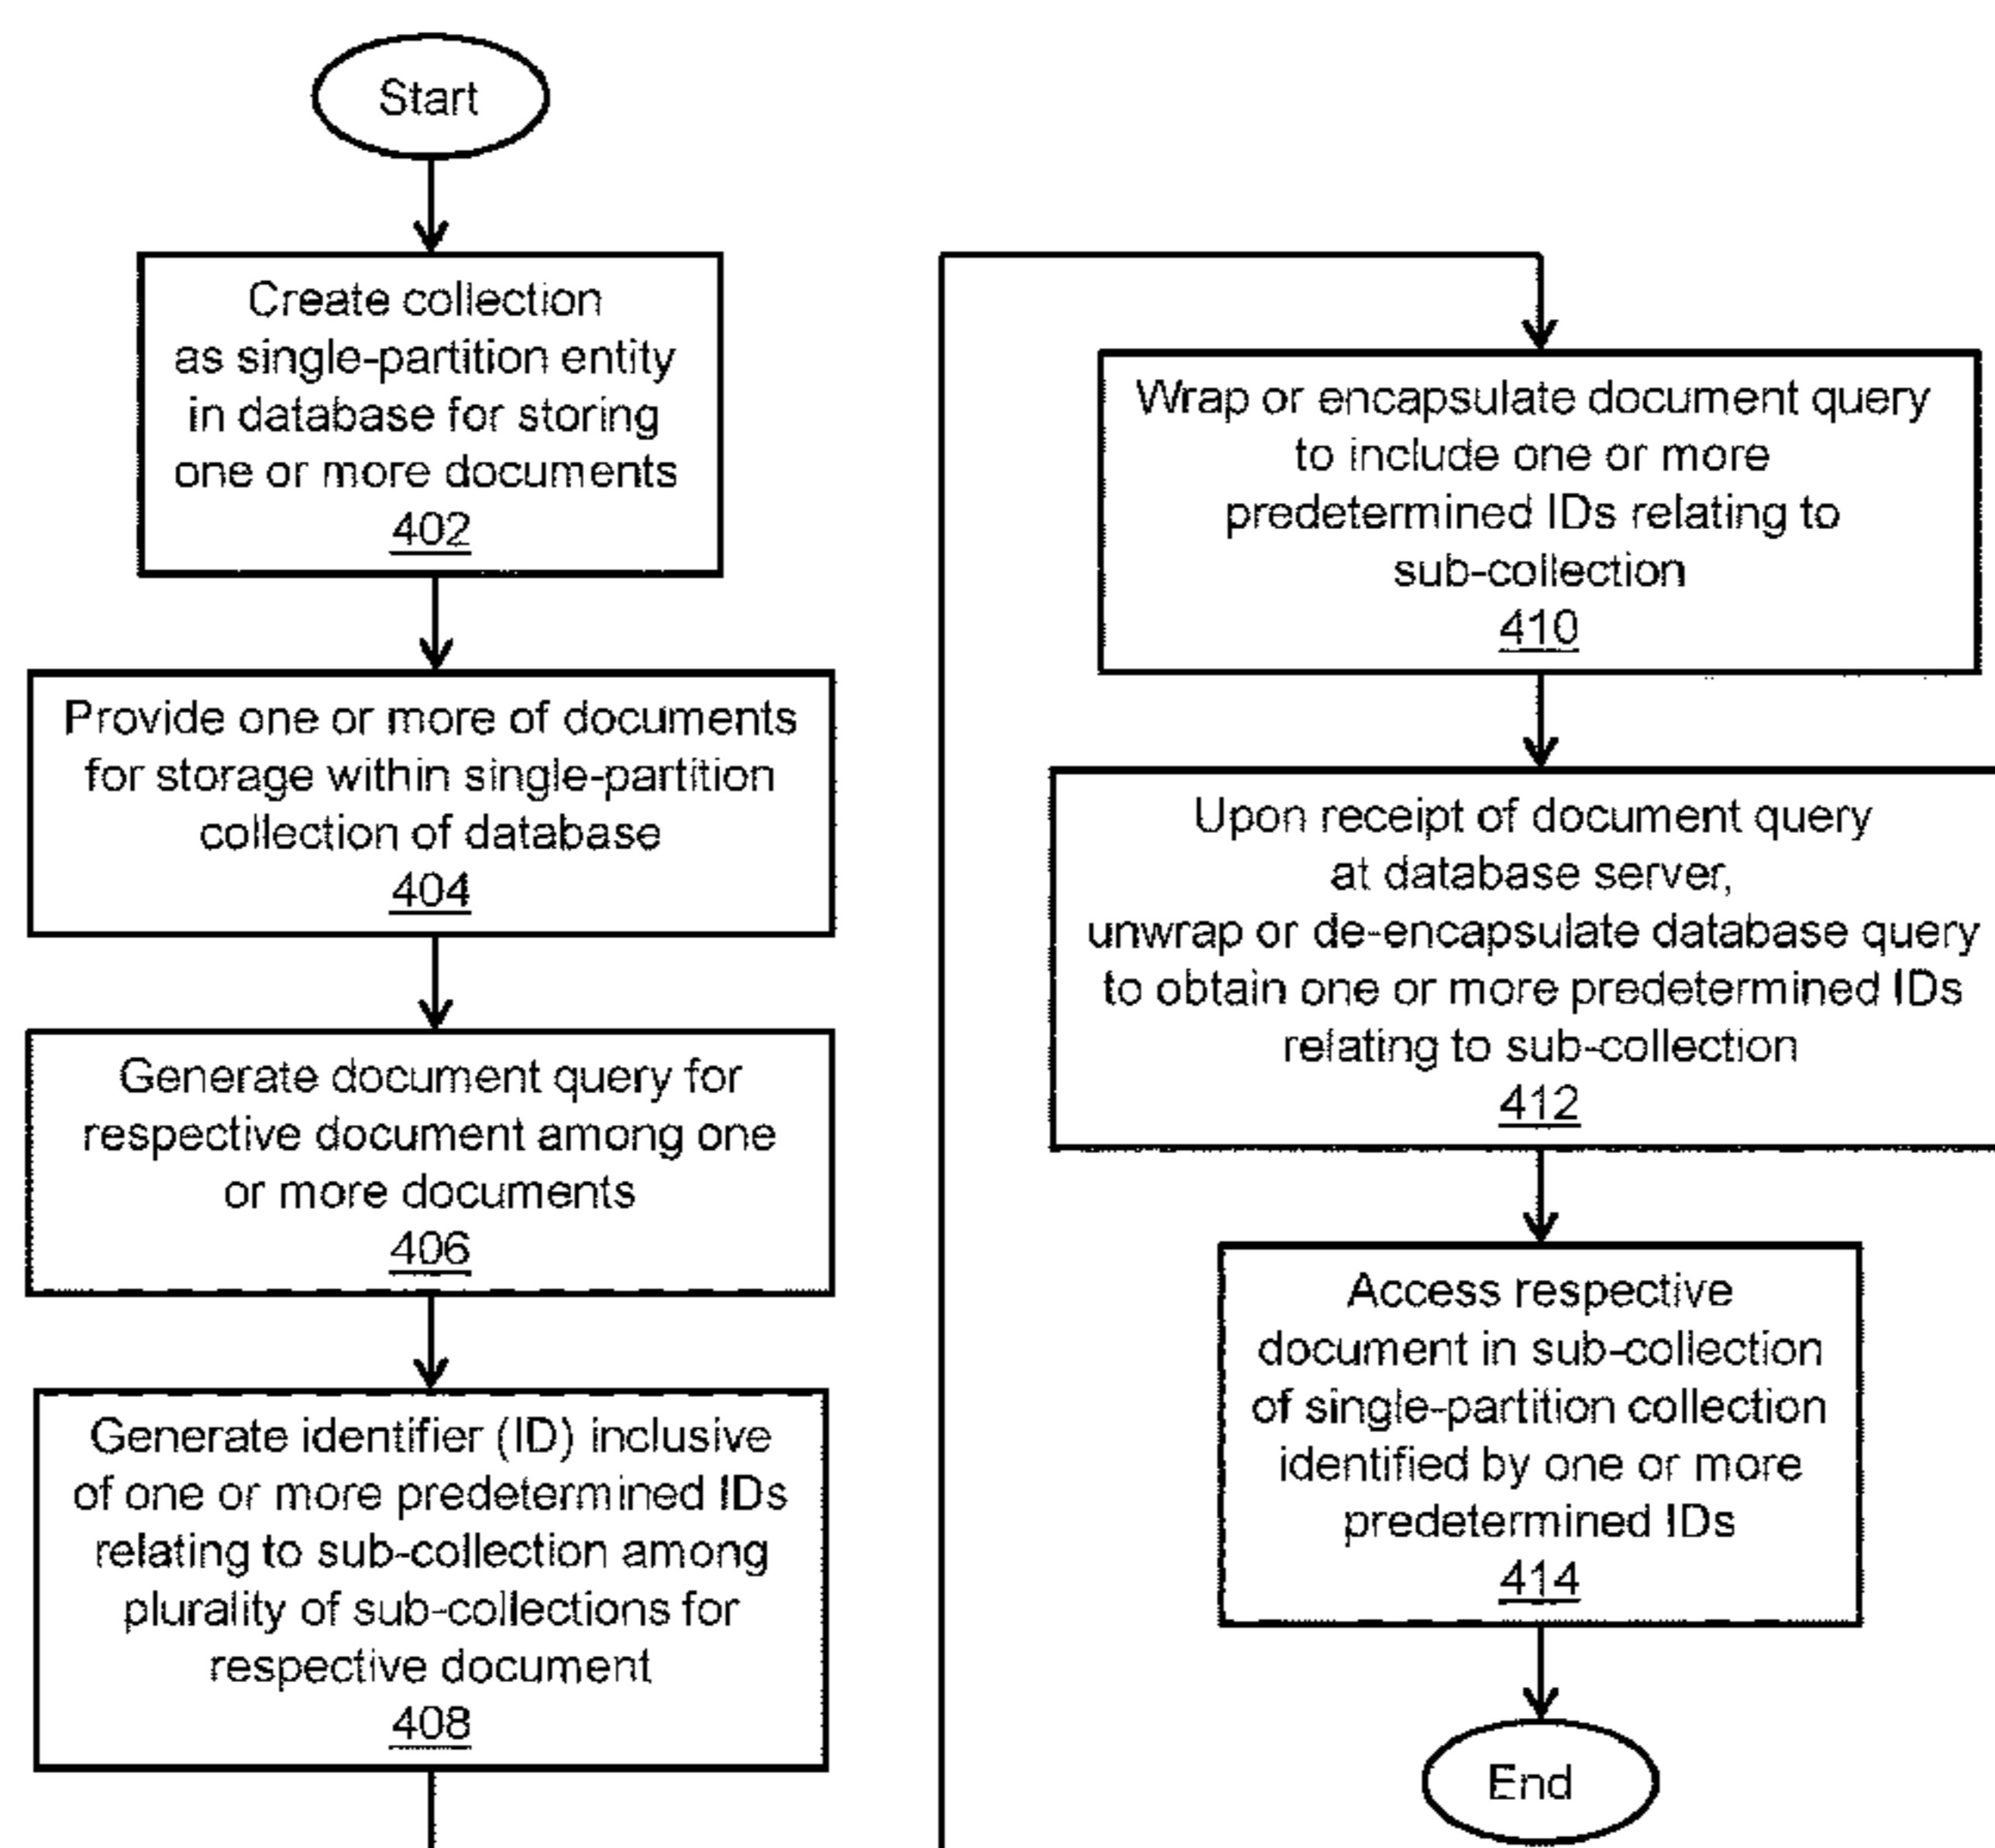 Start
Create collection
as single-partition entity
in database for storing
one or more documents
402
Provide one or more of documents
for storage within single-partition
collection of database
404
Generate document query for
respective document among one
or more documents
406
Generate identifier (ID) inclusive
of one or more predetermined IDs
relating to sub-collection among
plurality of sub-collections for
respective document
408
Wrap or encapsulate document query
to include one or more
predetermined IDs relating to
sub-collection
410
Upon receipt of document query
at database server,
unwrap or de-encapsulate database query
to obtain one or more predetermined IDs
relating to sub-collection
412
Access respective
document in sub-collection
of single-partition collection
identified by one or more
predetermined IDs
414
End